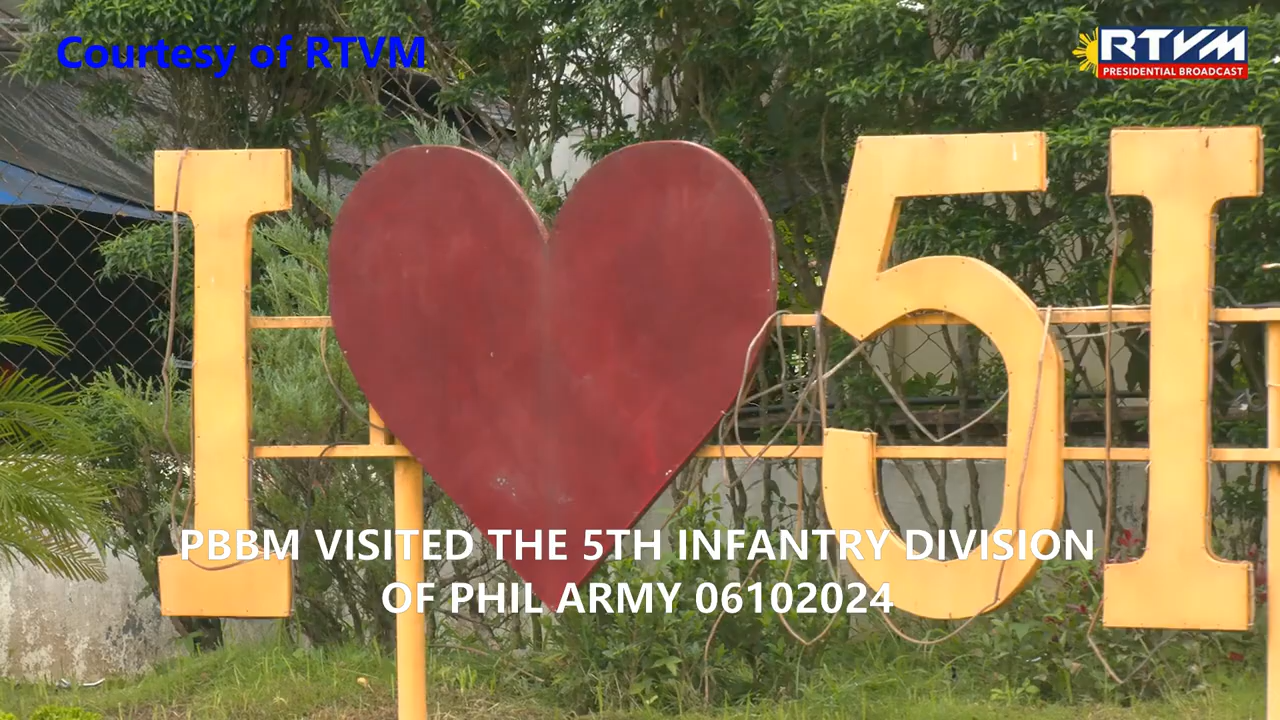 Courtesy of RTVM
RTVM
PRESIDENTIAL BROADCAST
I 5I
PBBM VISITED THE 5TH INFANTRY DIVISION
OF PHIL ARMY 06102024